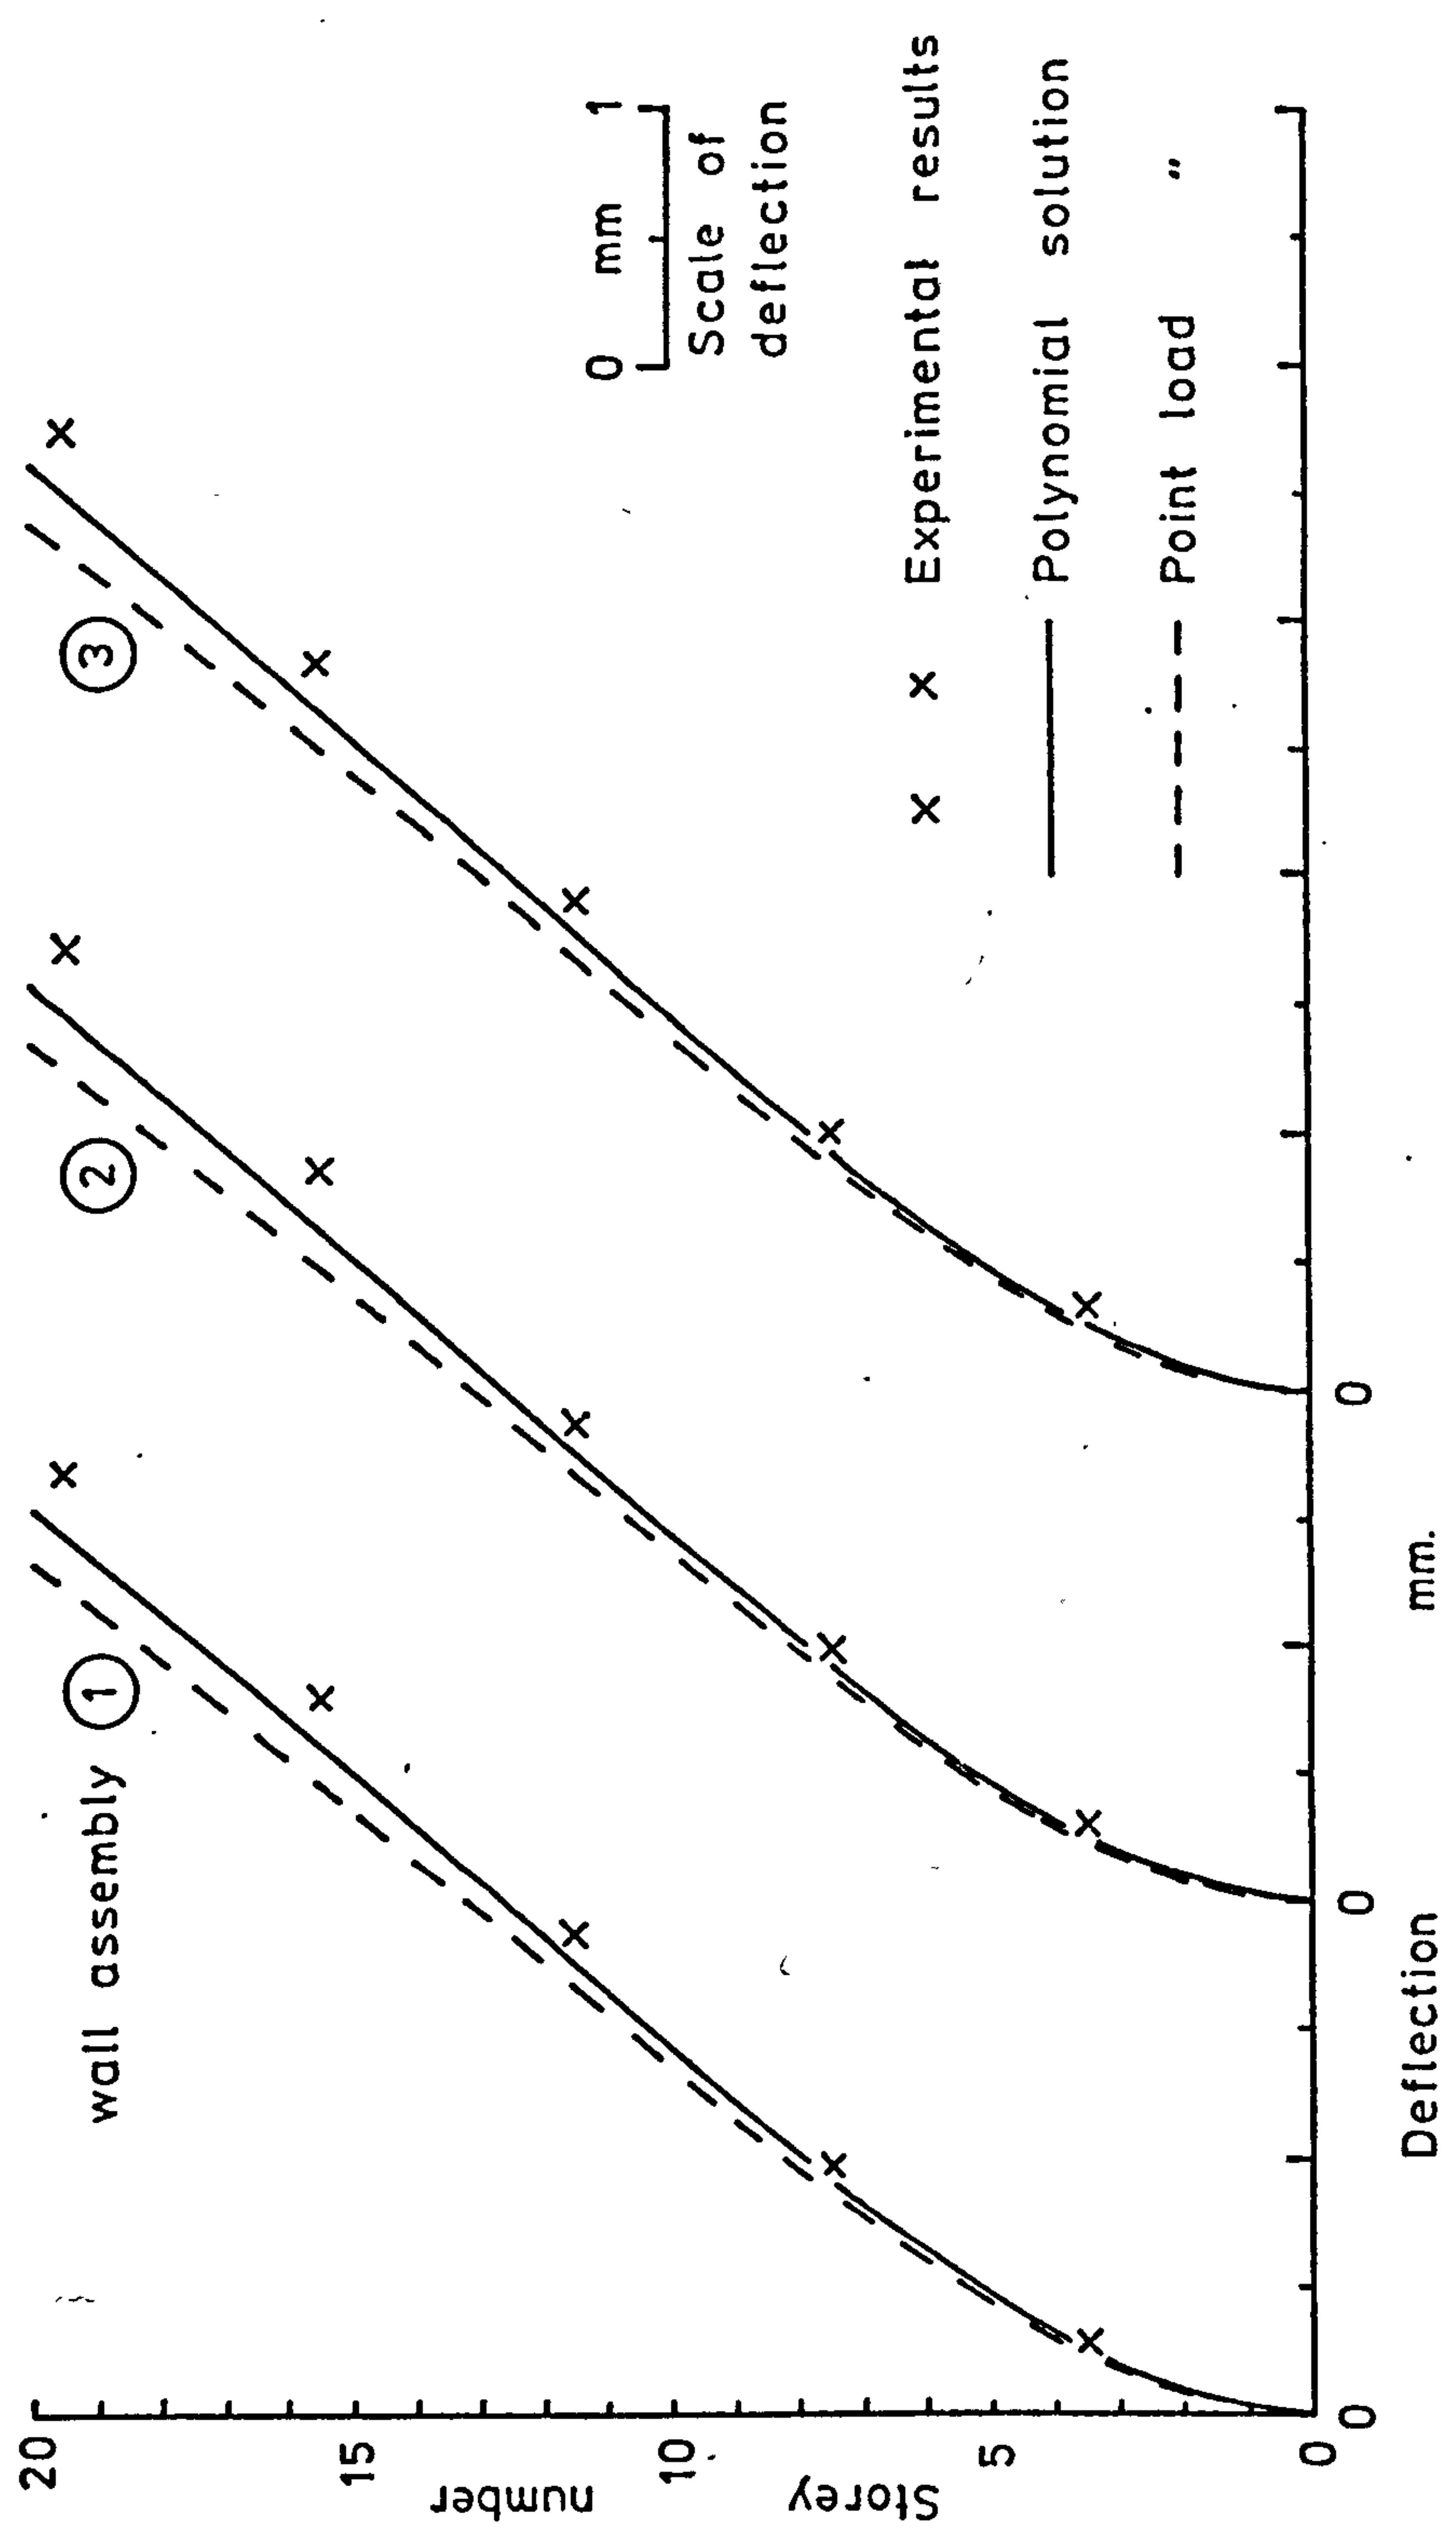 20
15
10
5
0
Storey
number
wall assembly 1
2
3
0 mm 1
Scale of
deflection
x x Experimental results
Polynomial solution
Point load "
0 0 0
Deflection mm.